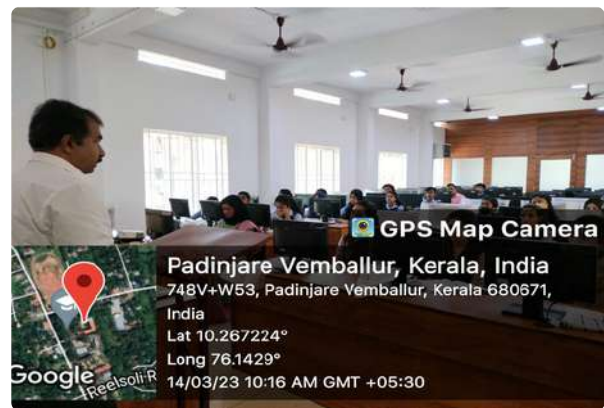 GPS Map Camera
Padinjare Vemballur, Kerala, India
748V+W53, Padinjare Vemballur, Kerala 680671,
India
Lat 10.267224°
Long 76.1429°
14/03/23 10:16 AM GMT +05:30
Google
Reelsoli R